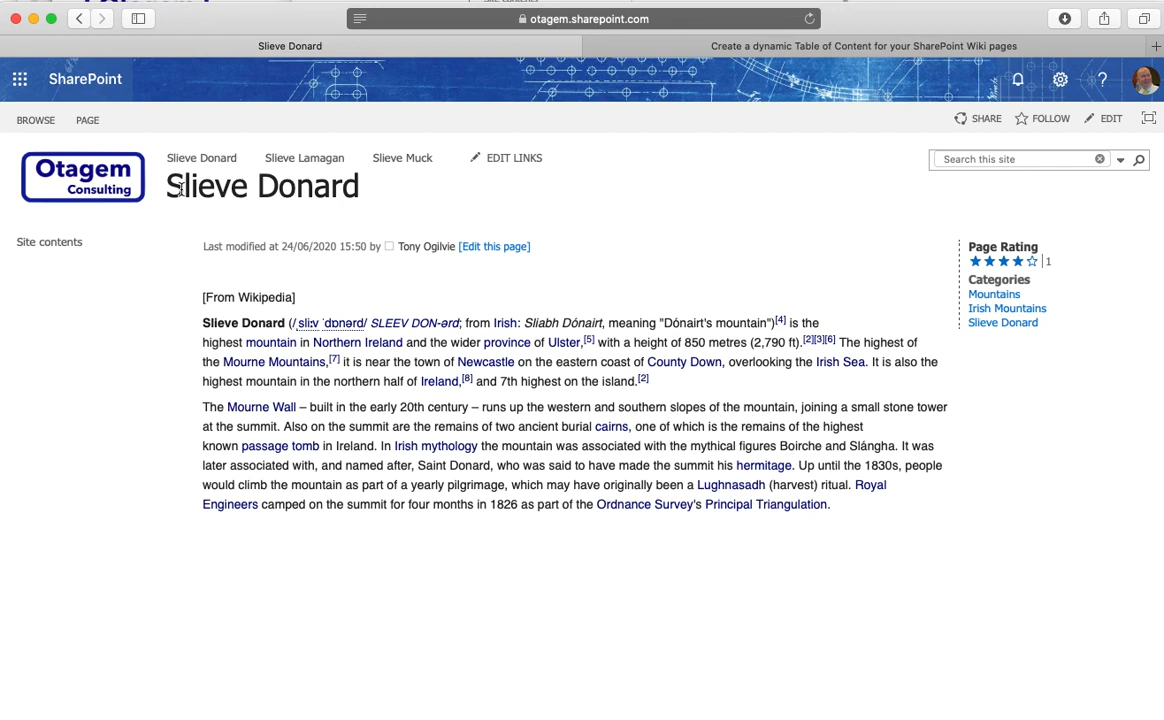 otagem.sharepoint.com
Slieve Donard
Create a dynamic Table of Content for your SharePoint Wiki pages
SharePoint
?
BROWSE PAGE
SHARE FOLLOW EDIT
Otagem
Consulting
Slieve Donard Slieve Lamagan Slieve Muck EDIT LINKS
Search this site
Slieve Donard
Site contents
Last modified at 24/06/2020 15:50 by Tony Ogilvie [Edit this page]
Page Rating
1
Categories
Mountains
Irish Mountains
Slieve Donard
[From Wikipedia]
Slieve Donard (/ˌsliːv ˈdɒnərd/ SLEEV DON-ərd; from Irish: Sliabh Dónairt, meaning "Dónairt's mountain")[4] is the
highest mountain in Northern Ireland and the wider province of Ulster,[5] with a height of 850 metres (2,790 ft).[2][3][6] The highest of
the Mourne Mountains,[7] it is near the town of Newcastle on the eastern coast of County Down, overlooking the Irish Sea. It is also the
highest mountain in the northern half of Ireland,[8] and 7th highest on the island.[2]
The Mourne Wall – built in the early 20th century – runs up the western and southern slopes of the mountain, joining a small stone tower
at the summit. Also on the summit are the remains of two ancient burial cairns, one of which is the remains of the highest
known passage tomb in Ireland. In Irish mythology the mountain was associated with the mythical figures Boirche and Slángha. It was
later associated with, and named after, Saint Donard, who was said to have made the summit his hermitage. Up until the 1830s, people
would climb the mountain as part of a yearly pilgrimage, which may have originally been a Lughnasadh (harvest) ritual. Royal
Engineers camped on the summit for four months in 1826 as part of the Ordnance Survey's Principal Triangulation.